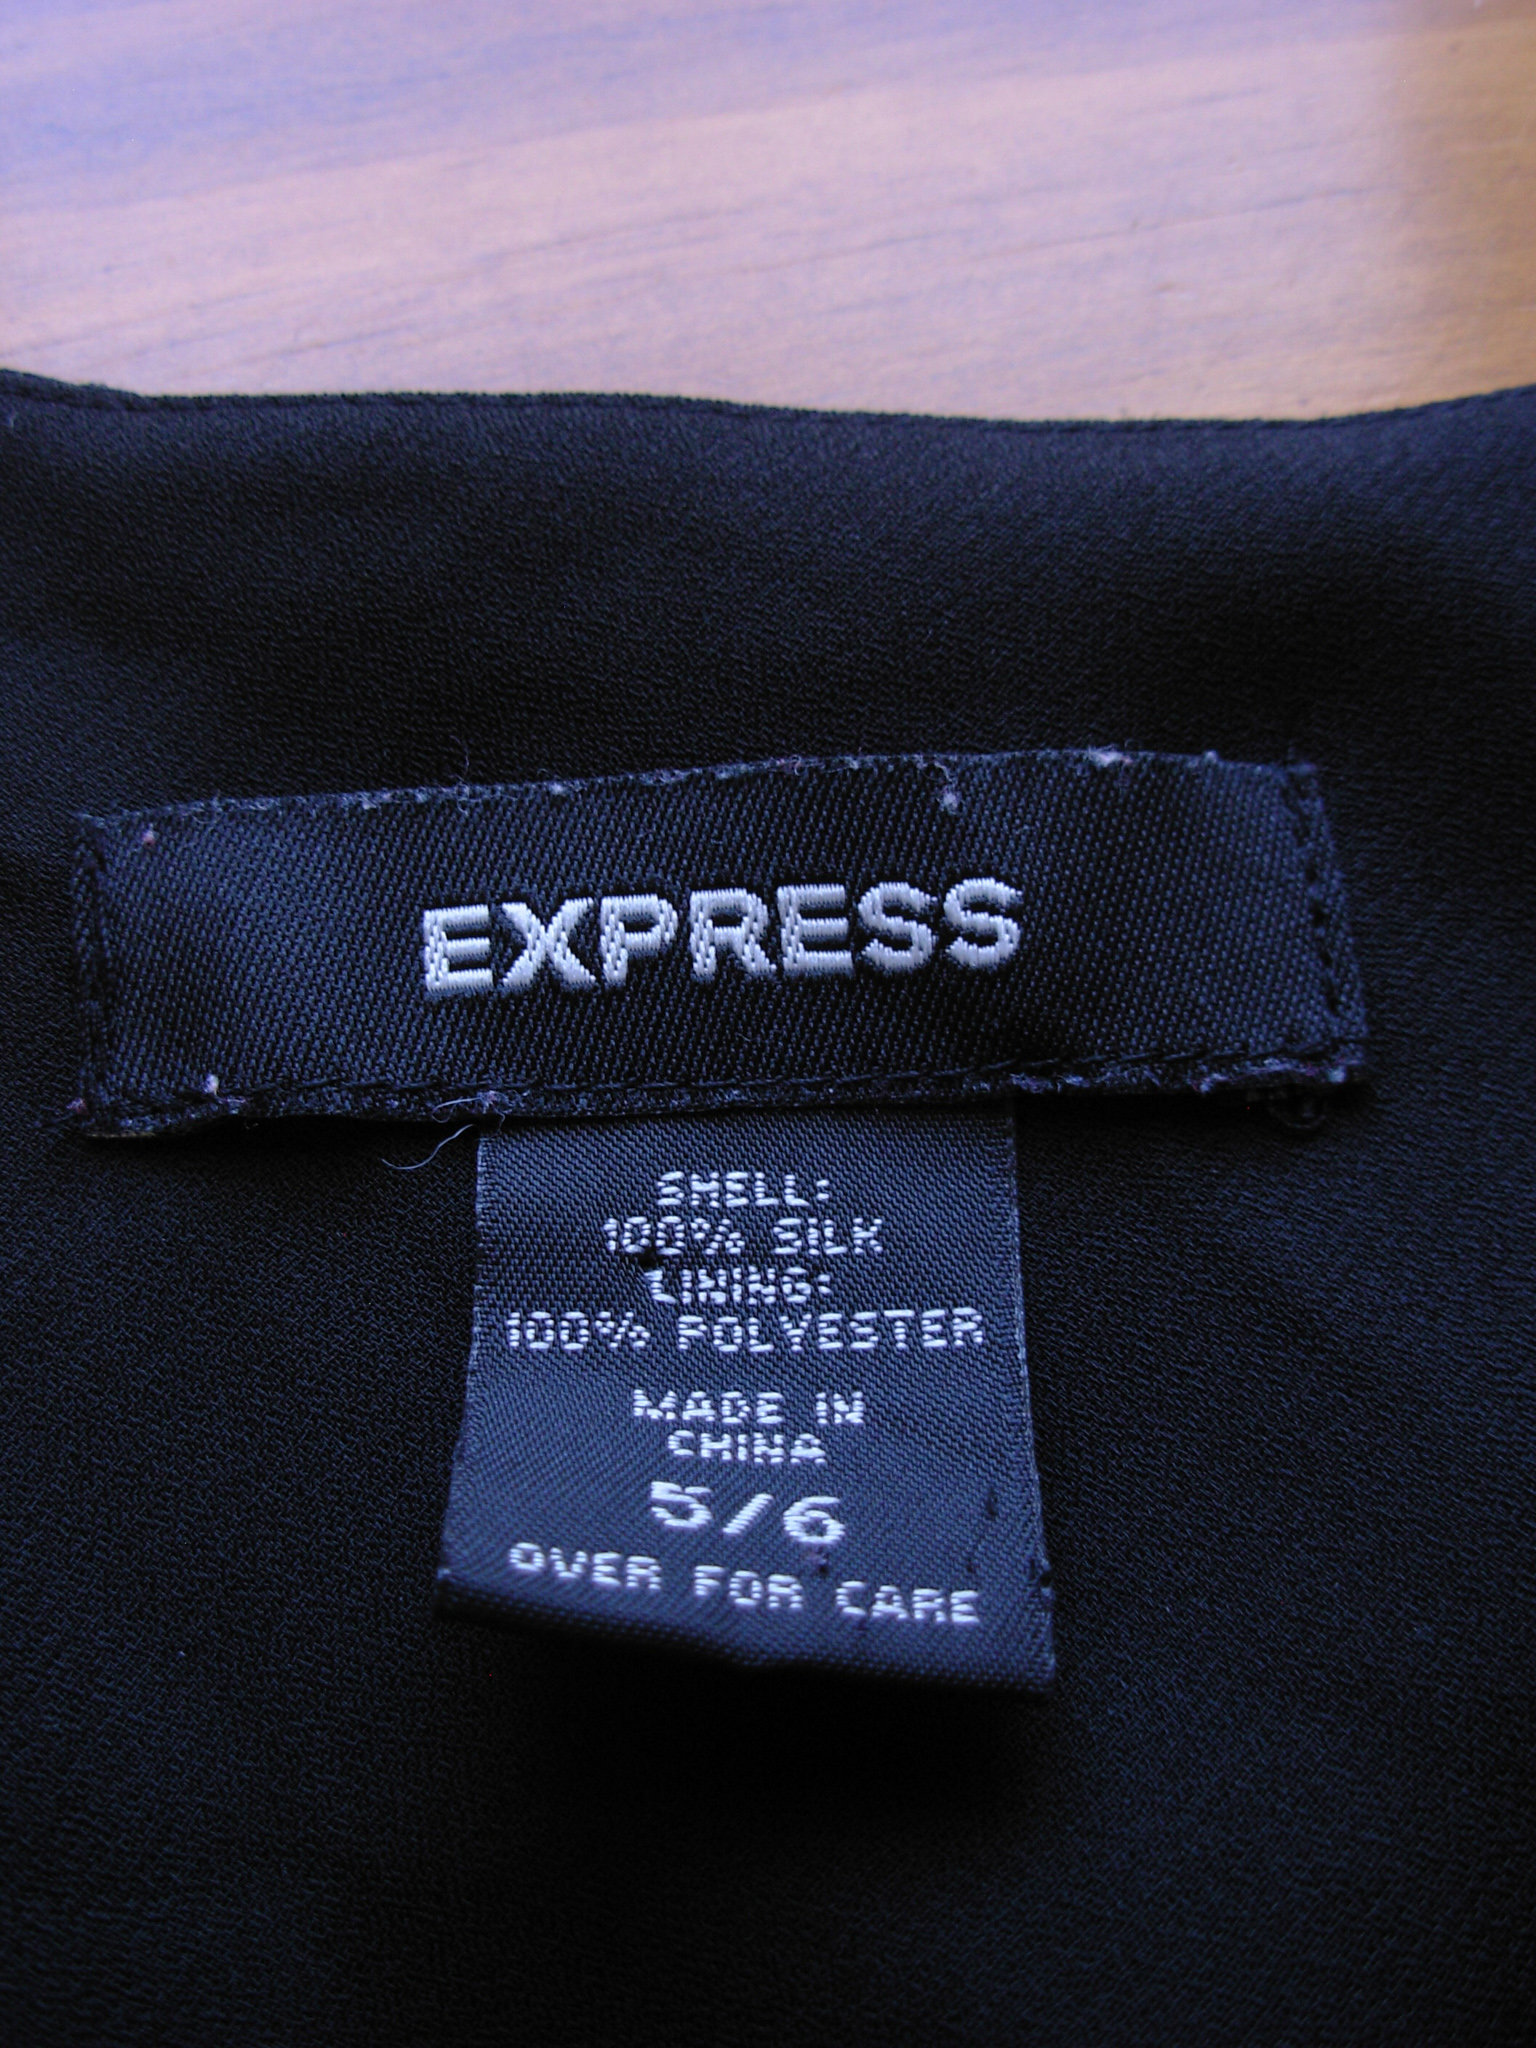 EXPRESS
SHELL:
100% SILK
LINING:
100% POLYESTER
MADE IN
CHINA
5/6
OVER FOR CARE